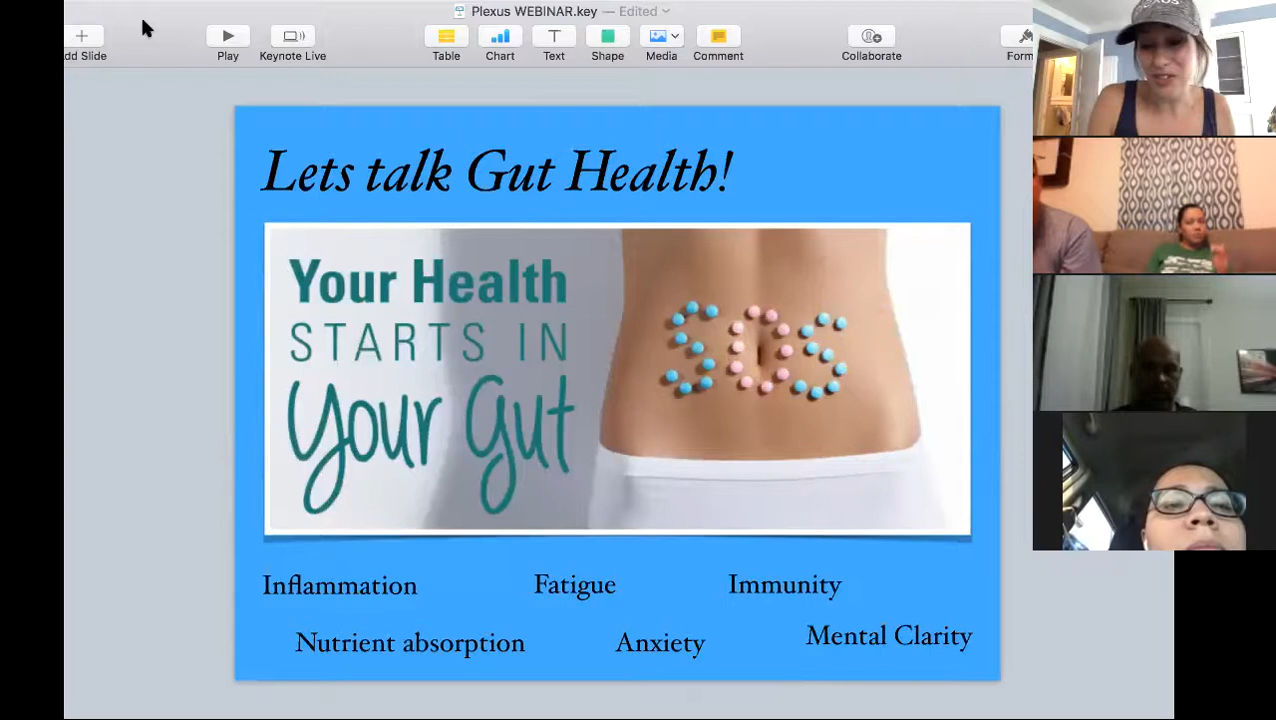 Plexus WEBINAR.key — Edited
dd Slide
Play
Keynote Live
Table
Chart
Text
Shape
Media
Comment
Collaborate
Form
Lets talk Gut Health!
Your Health
STARTS IN
Your Gut
SOS
Inflammation
Fatigue
Immunity
Nutrient absorption
Anxiety
Mental Clarity